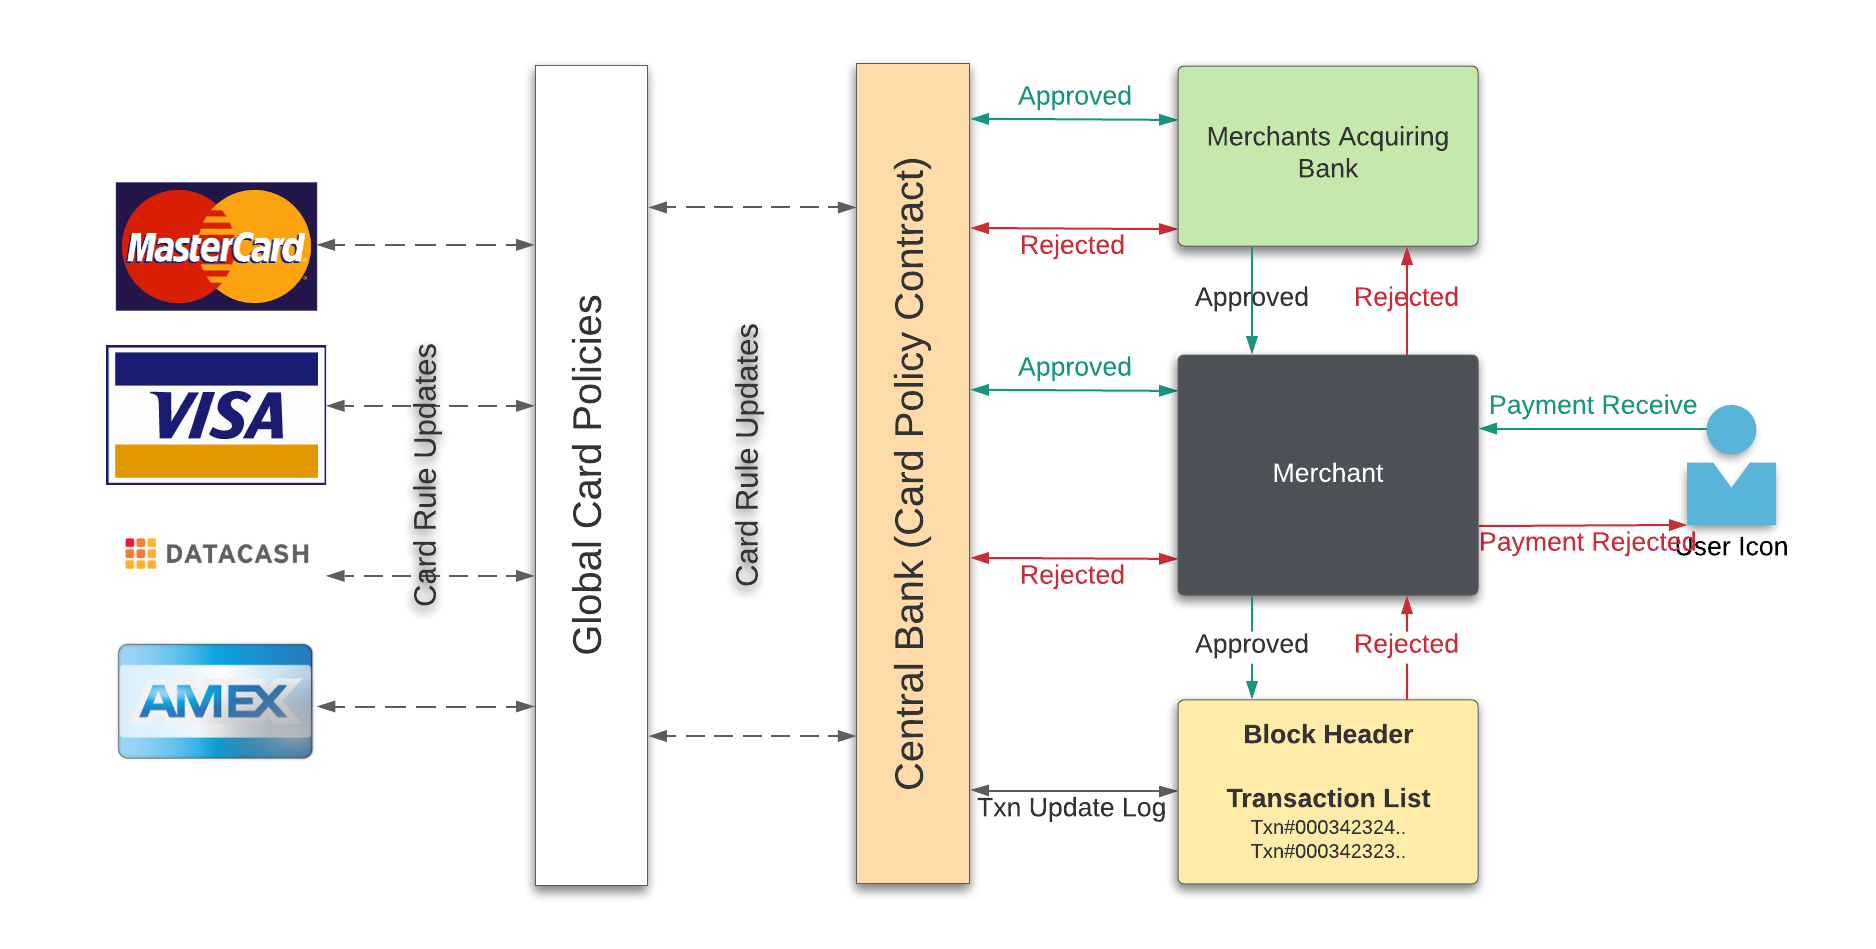 MasterCard
VISA
DATACASH
AMEX
Card Rule Updates
Global Card Policies
Card Rule Updates
Central Bank (Card Policy Contract)
Approved
Rejected
Approved
Rejected
Txn Update Log
Merchants Acquiring
Bank
Approved
Rejected
Merchant
Payment Receive
Payment Rejected
User Icon
Approved
Rejected
Block Header
Transaction List
Txn#000342324..
Txn#000342323..